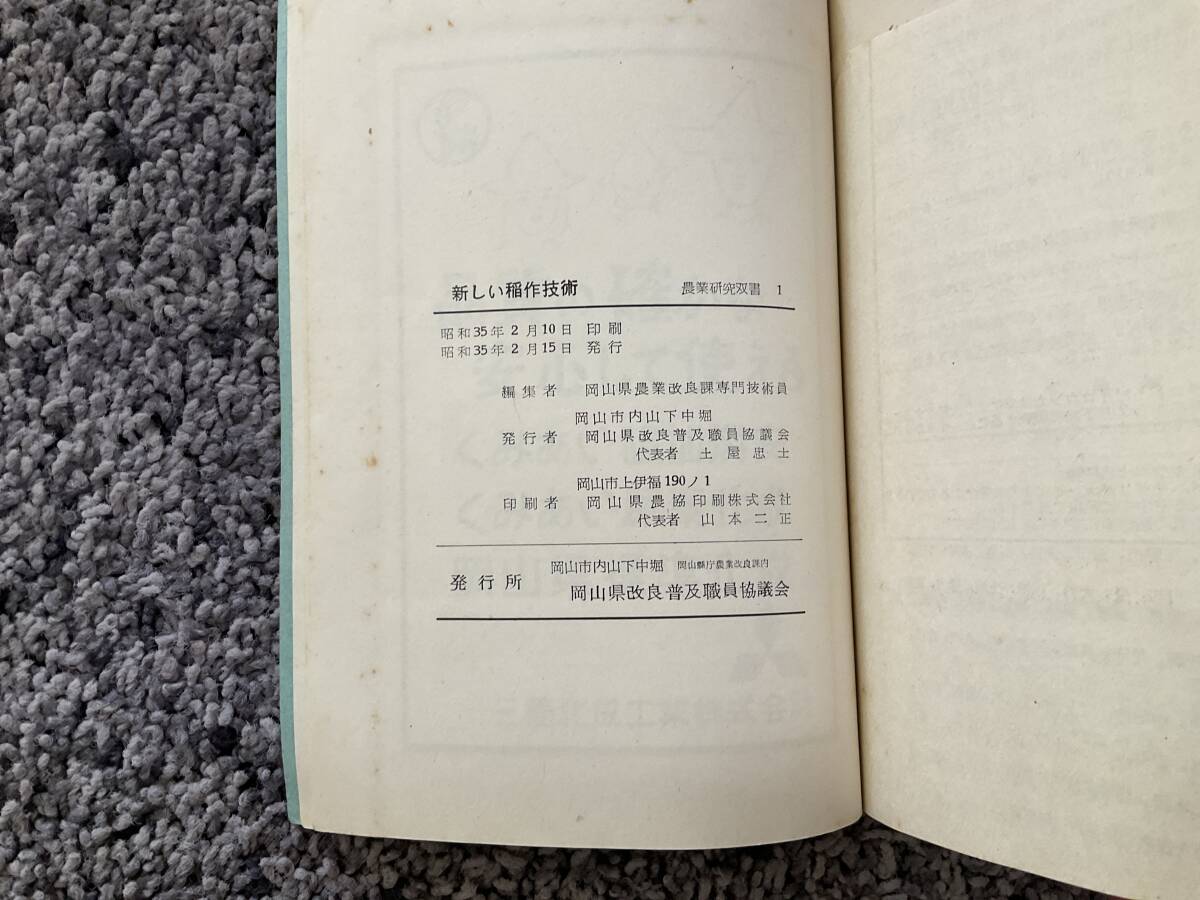 新しい稲作技術 農業研究双書 1
昭和35年2月10日 印刷
昭和35年2月15日 発行
編集者 岡山県農業改良課専門技術員
岡山市内山下中堀
発行者 岡山県改良普及職員協議会
代表者 土屋忠士
岡山市上伊福190ノ1
印刷者 岡山県農協印刷株式会社
代表者 山本二正
岡山市内山下中堀 岡山縣庁農業改良課内
発行所 岡山県改良普及職員協議会